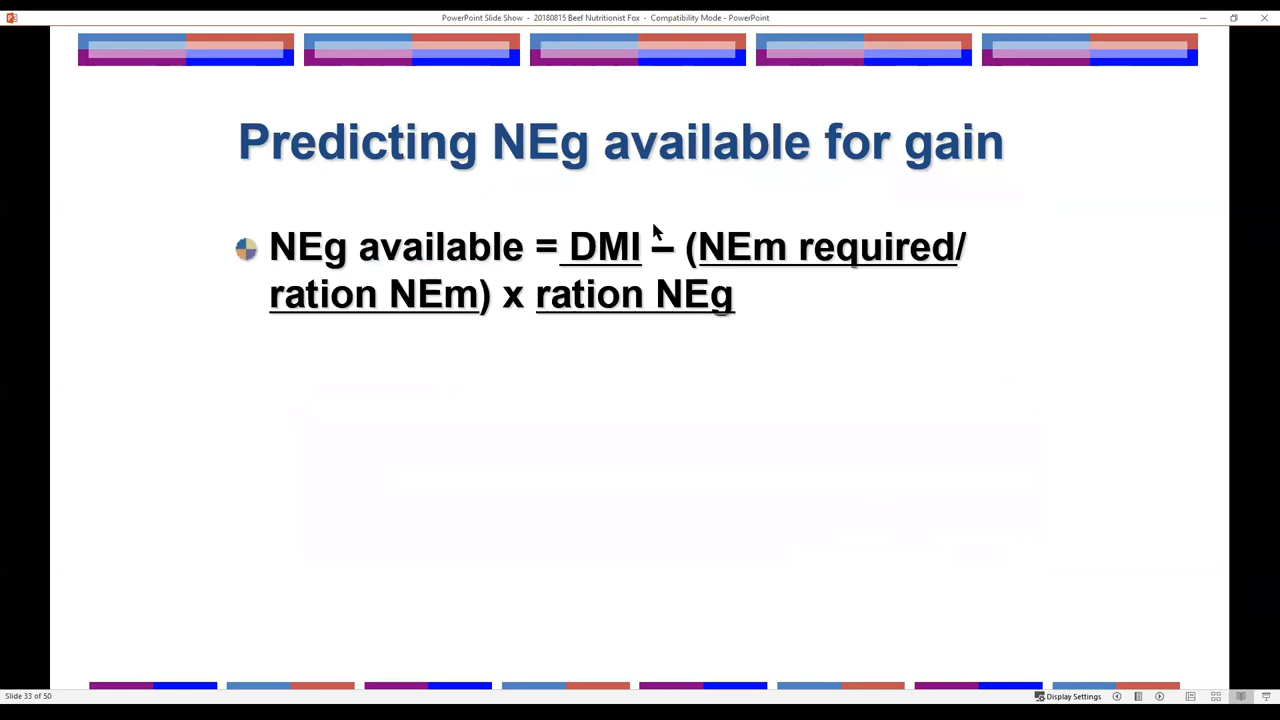 PowerPoint Slide Show - 20180815 Beef Nutritionist Fox - Compatibility Mode - PowerPoint
Predicting NEg available for gain
NEg available = DMI – (NEm required/
ration NEm) x ration NEg
Slide 33 of 50
Display Settings